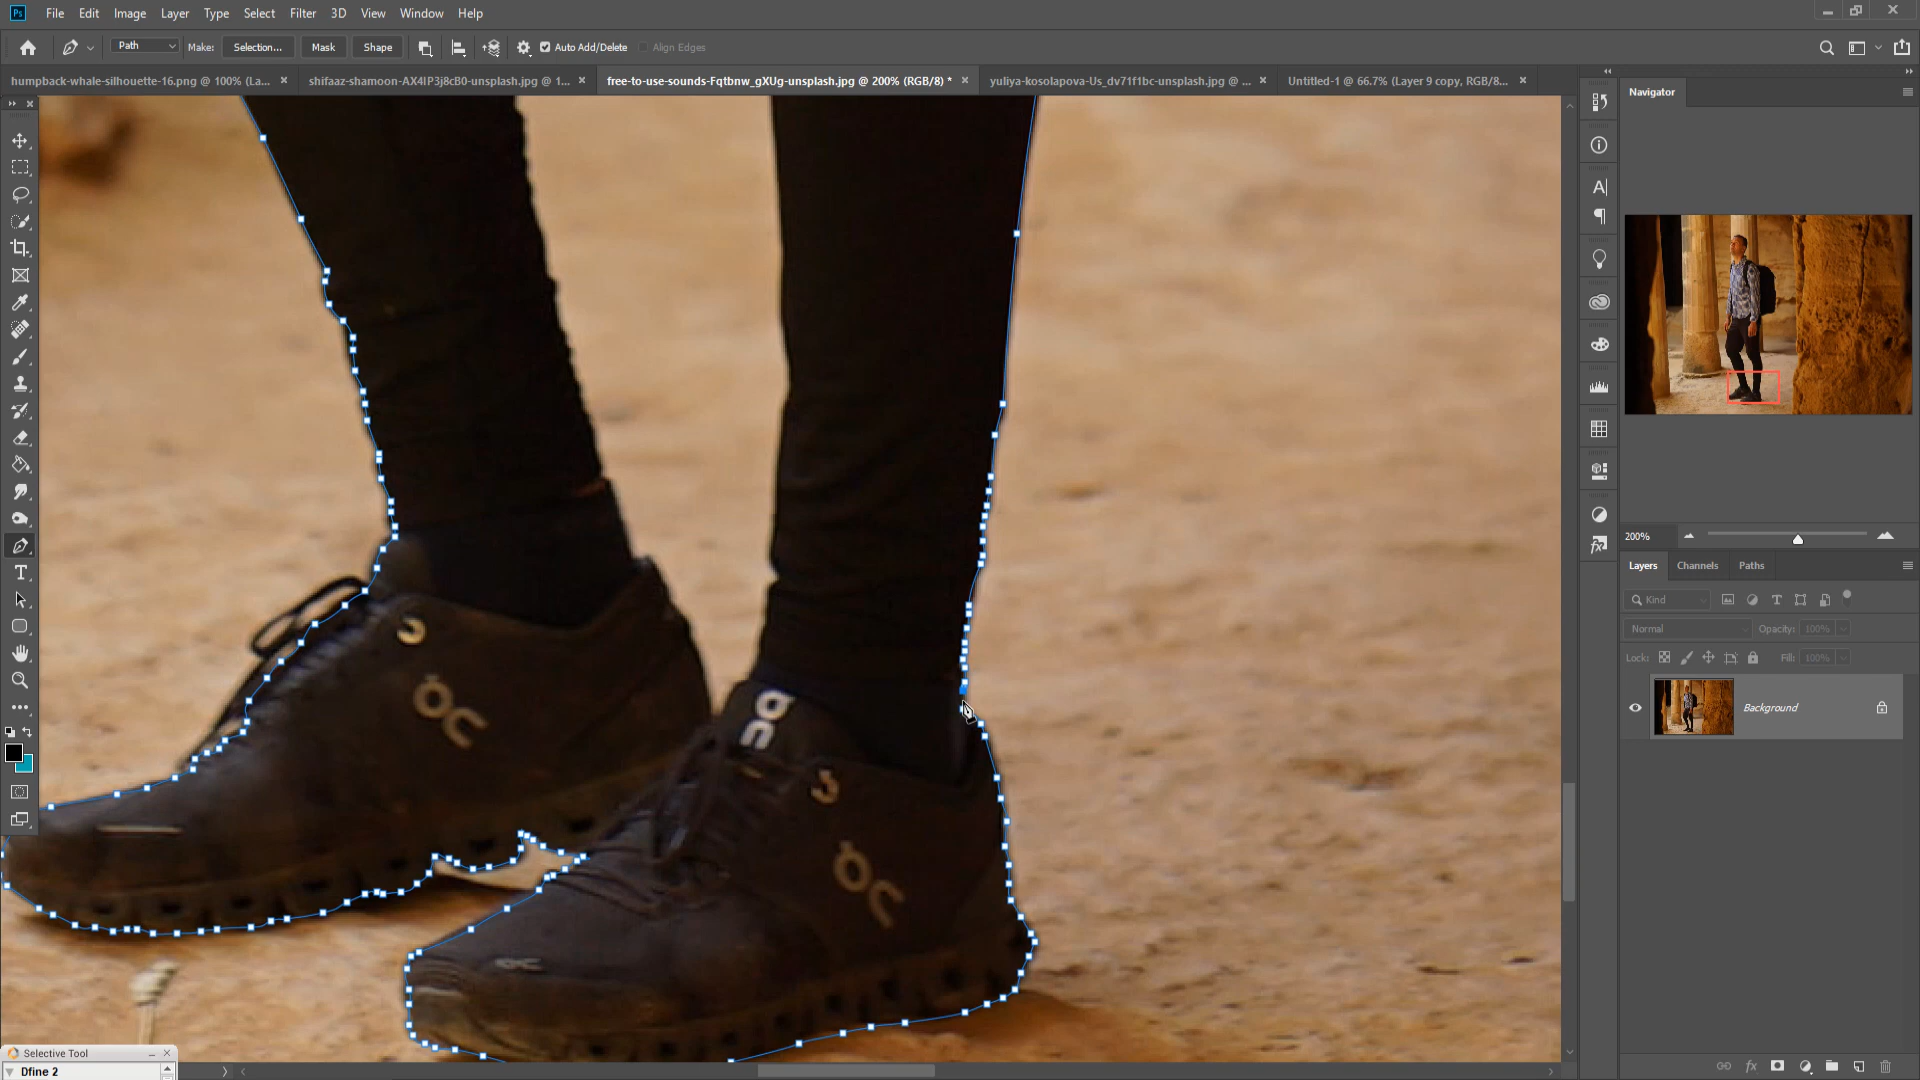 Ps File Edit Image Layer Type Select Filter 3D View Window Help
Path Make: Selection... Mask Shape Auto Add/Delete Align Edges
humpback-whale-silhouette-16.png @ 100% (La... shifaaz-shamoon-AX4IP3j8cB0-unsplash.jpg @ 1... free-to-use-sounds-Fqtbnw_gXUg-unsplash.jpg @ 200% (RGB/8) * yuliya-kosolapova-Us_dv71f1bc-unsplash.jpg @ ... Untitled-1 @ 66.7% (Layer 9 copy, RGB/8...
Navigator
200%
Layers Channels Paths
Kind
Normal Opacity: 100%
Lock: Fill: 100%
Background
Selective Tool
Dfine 2